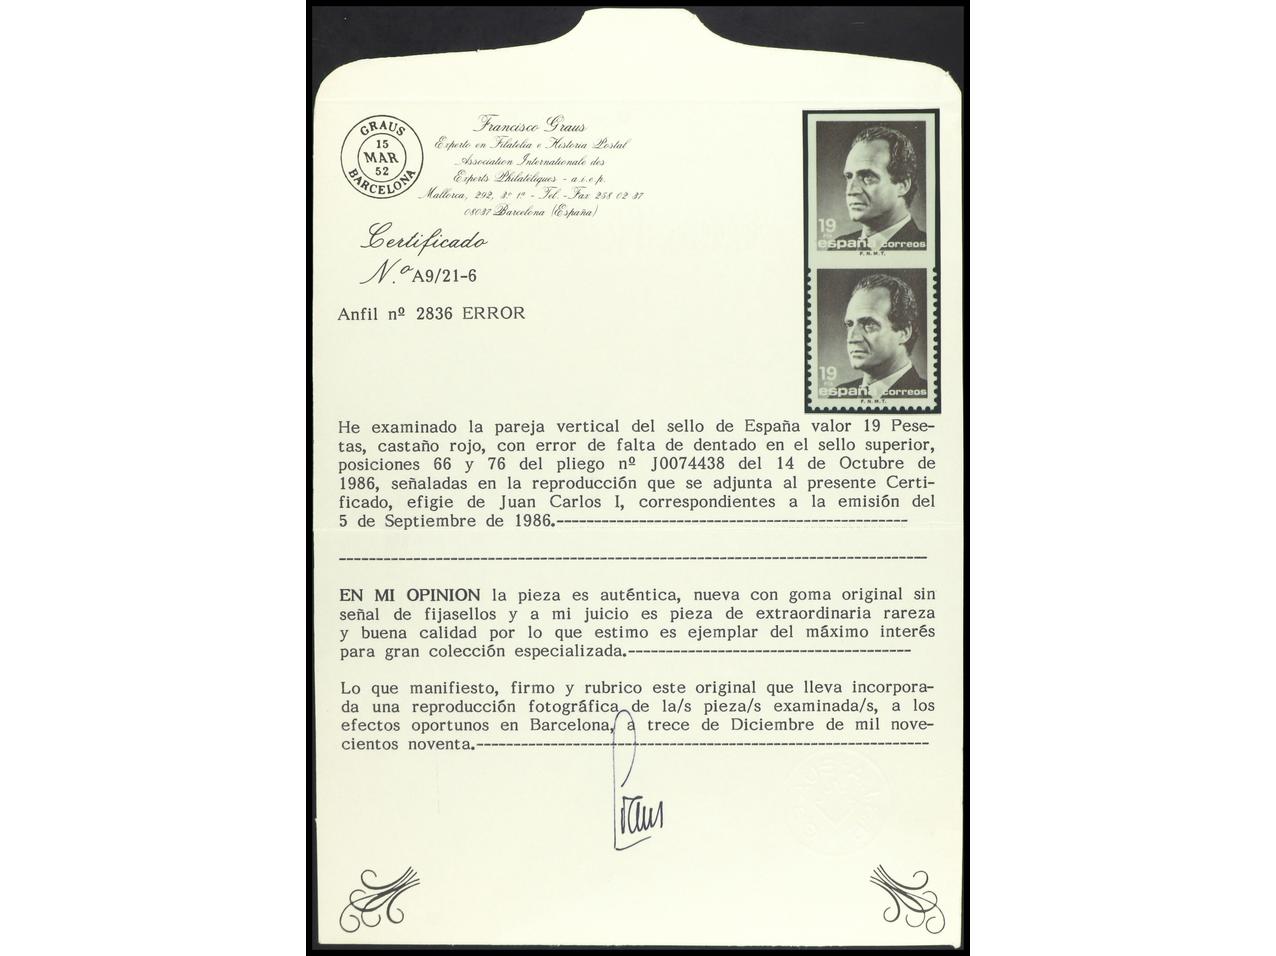 GRAUS
15
MAR
52
BARCELONA
Francisco Graus
Experto en Filatelia e Historia Postal
Association Internationale des
Experts Philatéliques - a.i.e.p.
Mallorca, 292, 3º 1ª - Tel. -Fax 258 02 37
08037 Barcelona (España)
Certificado
N.º A9/21-6
Anfil nº 2836 ERROR
19
PTA
españa correos
F.N.M.T.
19
PTA
españa correos
F.N.M.T.
He examinado la pareja vertical del sello de España valor 19 Pese-
tas, castaño rojo, con error de falta de dentado en el sello superior,
posiciones 66 y 76 del pliego nº J0074438 del 14 de Octubre de
1986, señaladas en la reproducción que se adjunta al presente Certi-
ficado, efigie de Juan Carlos I, correspondientes a la emisión del
5 de Septiembre de 1986.
EN MI OPINION la pieza es auténtica, nueva con goma original sin
señal de fijasellos y a mi juicio es pieza de extraordinaria rareza
y buena calidad por lo que estimo es ejemplar del máximo interés
para gran colección especializada.
Lo que manifiesto, firmo y rubrico este original que lleva incorpora-
da una reproducción fotográfica de la/s pieza/s examinada/s, a los
efectos oportunos en Barcelona, a trece de Diciembre de mil nove-
cientos noventa.
Graus